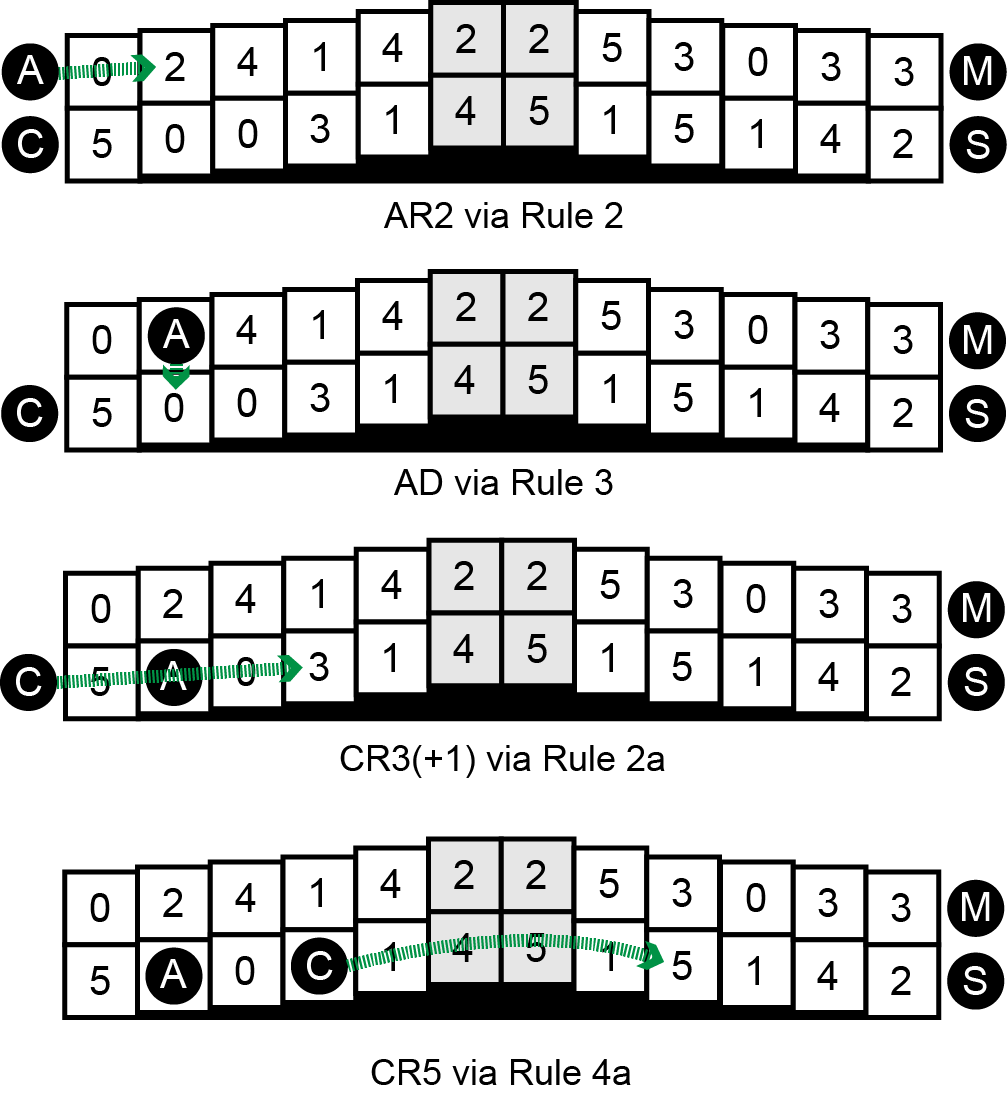 A 0 2 4 1 4 2 2 5 3 0 3 3 M
C 5 0 0 3 1 4 5 1 5 1 4 2 S
AR2 via Rule 2
0 A 4 1 4 2 2 5 3 0 3 3 M
C 5 0 0 3 1 4 5 1 5 1 4 2 S
AD via Rule 3
0 2 4 1 4 2 2 5 3 0 3 3 M
C 5 A 0 3 1 4 5 1 5 1 4 2 S
CR3(+1) via Rule 2a
0 2 4 1 4 2 2 5 3 0 3 3 M
5 A 0 C 1 4 5 1 5 1 4 2 S
CR5 via Rule 4a